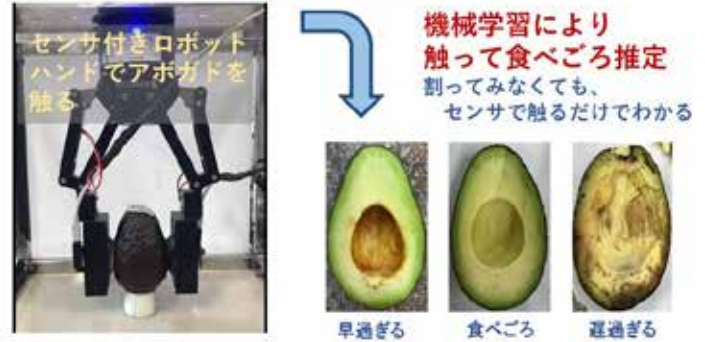 センサ付きロボット
ハンドでアボガドを
触る
機械学習により
触って食べごろ推定
割ってみなくても、
センサで触るだけでわかる
早過ぎる
食べごろ
遅過ぎる